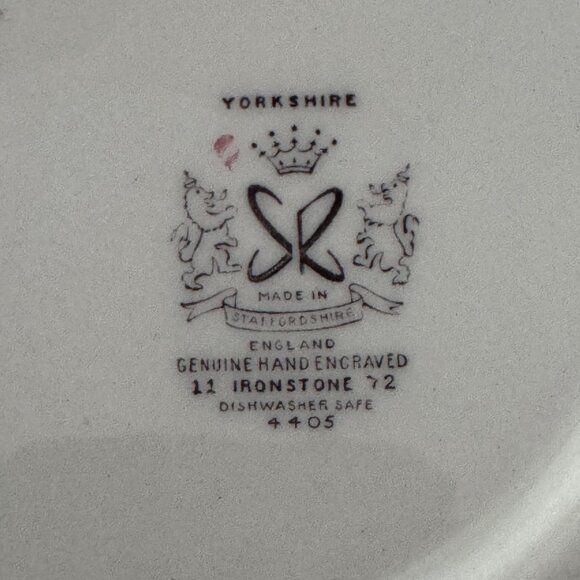 YORKSHIRE
SR
MADE IN
STAFFORDSHIRE
ENGLAND
GENUINE HAND ENGRAVED
11 IRONSTONE 72
DISHWASHER SAFE
4405